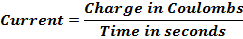 Current = Charge in Coulombs / Time in seconds